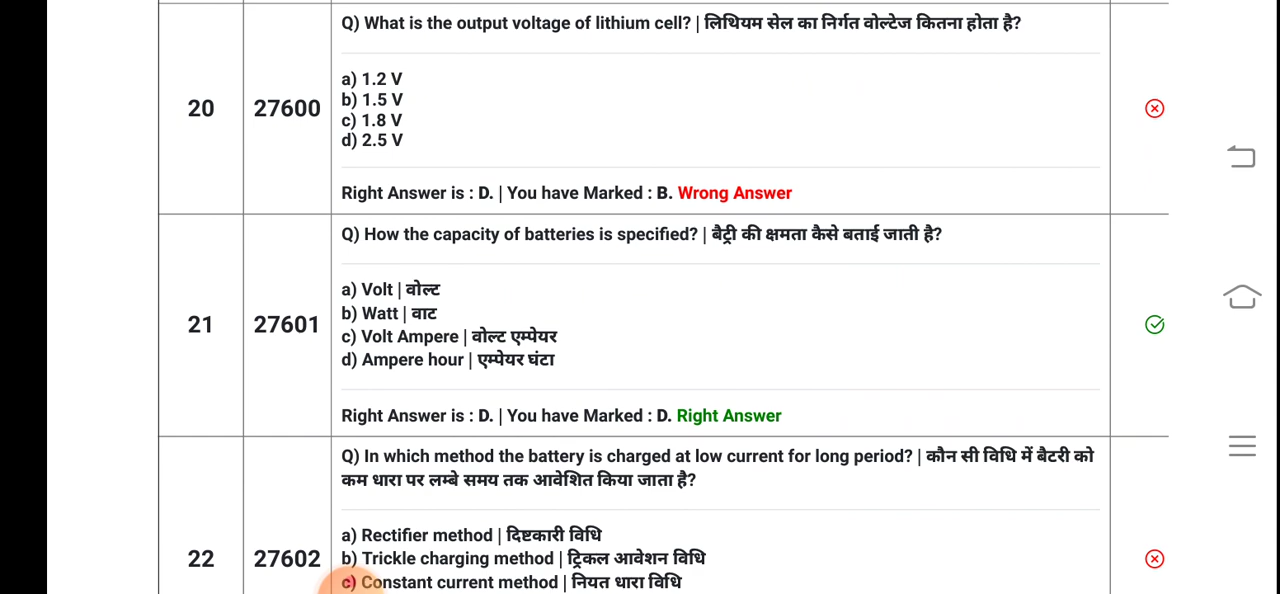 Q) What is the output voltage of lithium cell? | लिथियम सेल का निर्गत वोल्टेज कितना होता है?
20
27600
a) 1.2 V
b) 1.5 V
c) 1.8 V
d) 2.5 V
Right Answer is : D. | You have Marked : B. Wrong Answer
21
27601
Q) How the capacity of batteries is specified? | बैट्री की क्षमता कैसे बताई जाती है?
a) Volt | वोल्ट
b) Watt | वाट
c) Volt Ampere | वोल्ट एम्पेयर
d) Ampere hour | एम्पेयर घंटा
Right Answer is : D. | You have Marked : D. Right Answer
22
27602
Q) In which method the battery is charged at low current for long period? | कौन सी विधि में बैटरी को
कम धारा पर लम्बे समय तक आवेशित किया जाता है?
a) Rectifier method | दिष्टकारी विधि
b) Trickle charging method | ट्रिकल आवेशन विधि
c) Constant current method | नियत धारा विधि